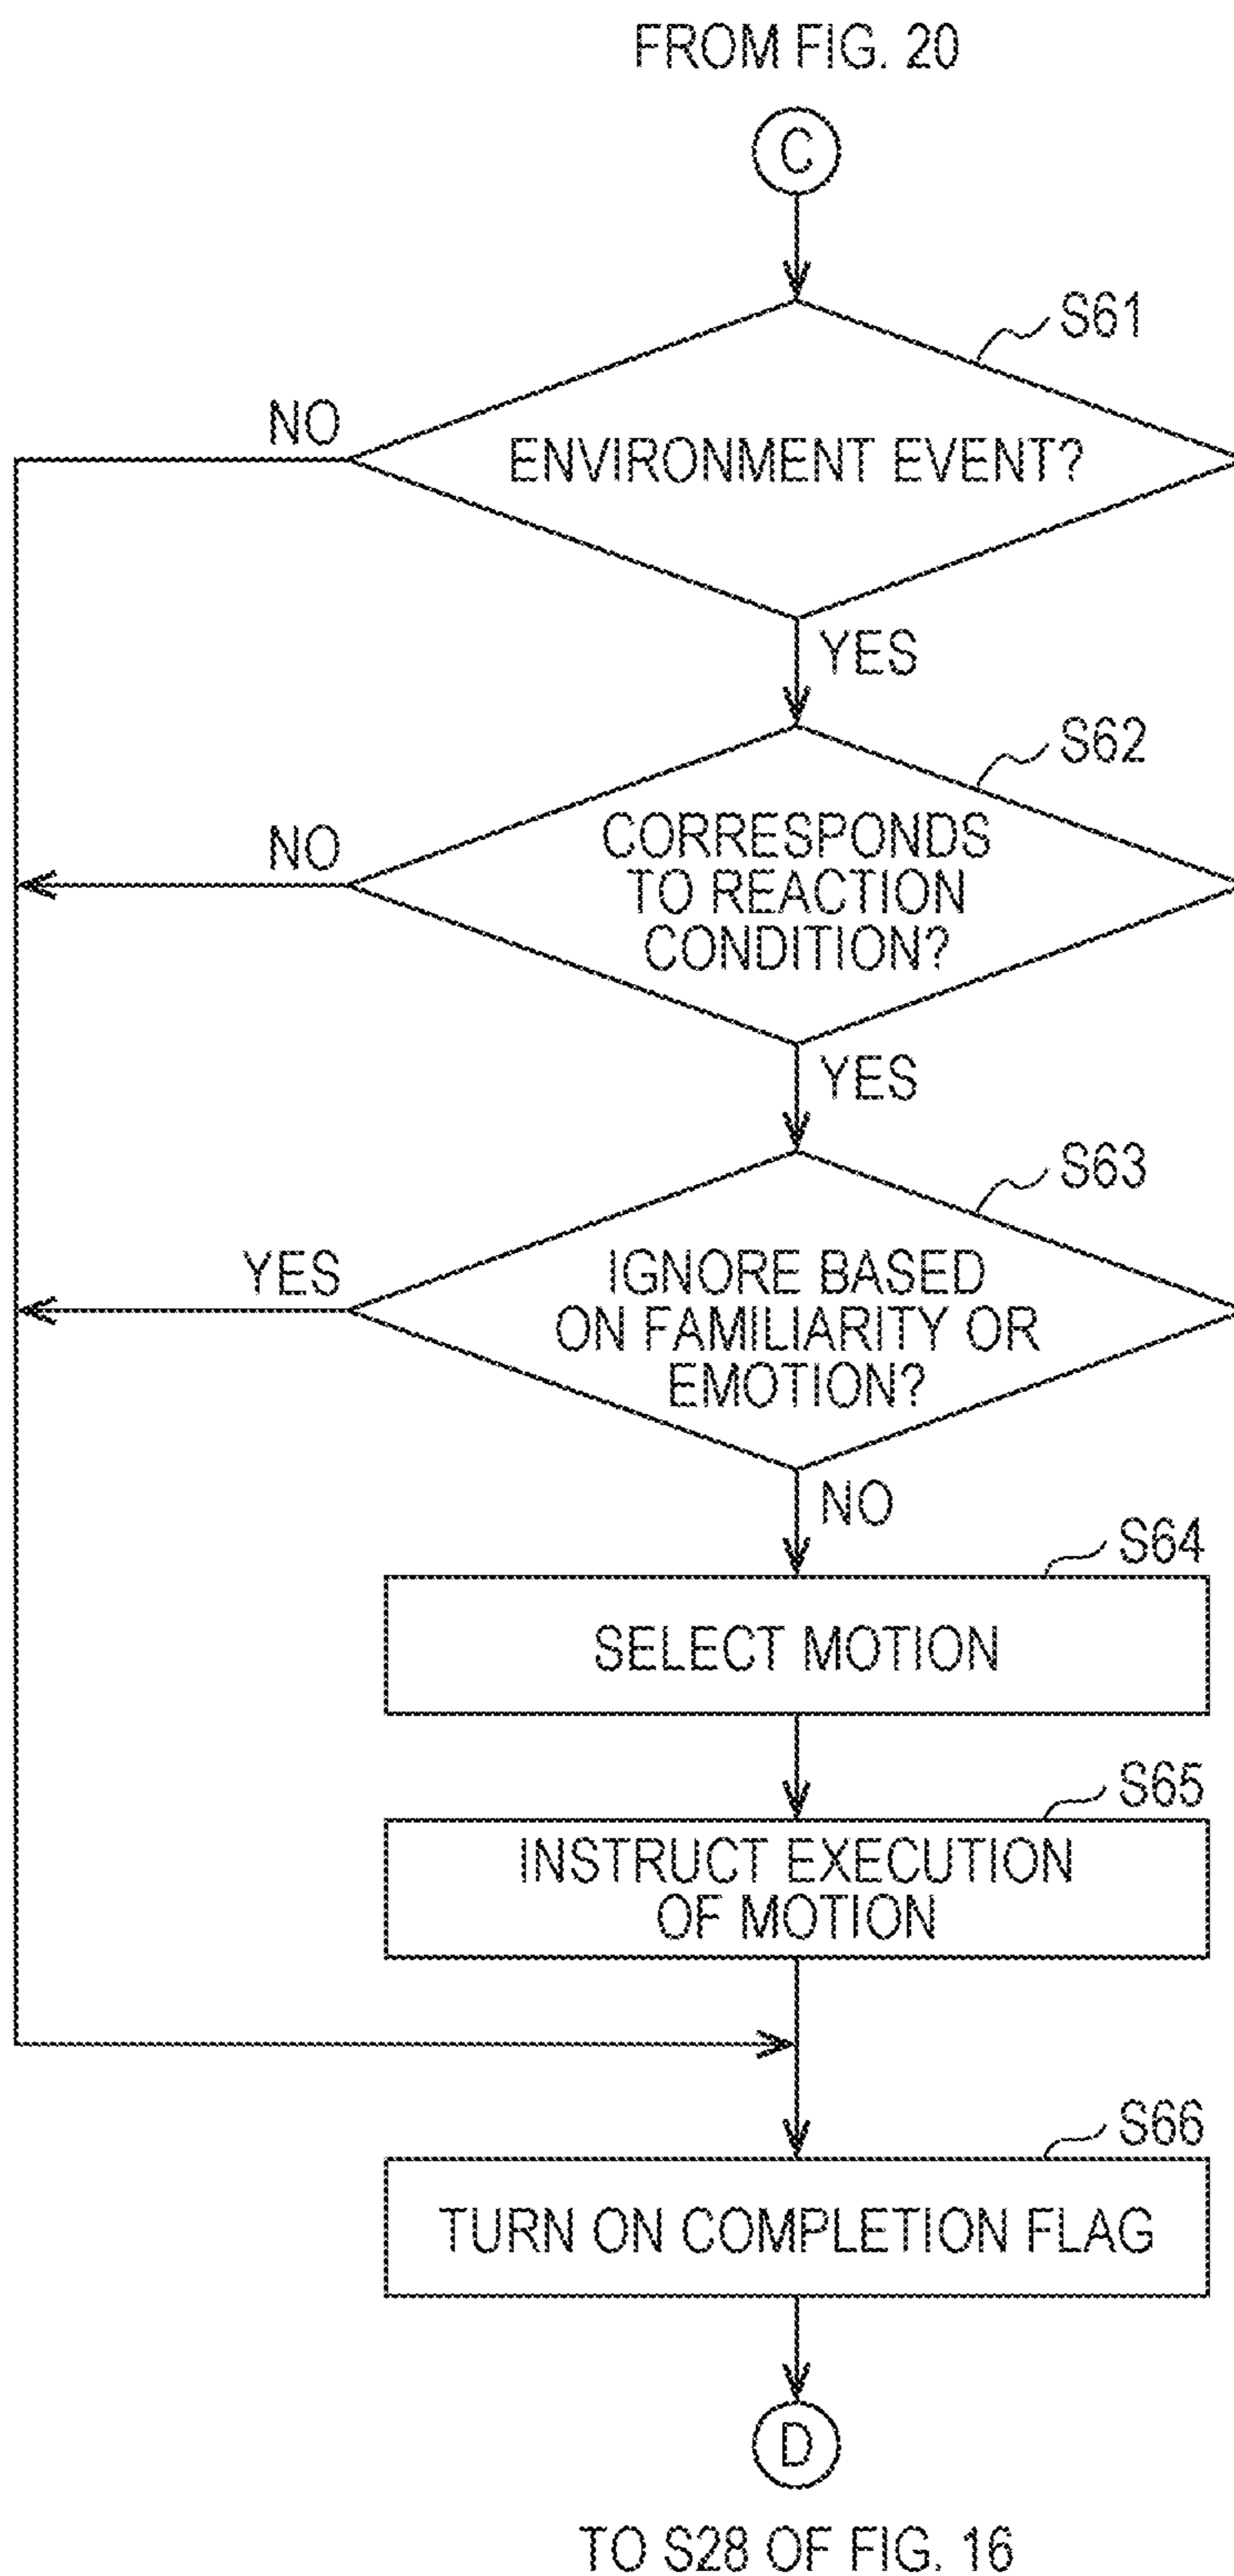 FROM FIG. 20
C
S61
NO
ENVIRONMENT EVENT?
YES
S62
NO
CORRESPONDS
TO REACTION
CONDITION?
YES
S63
YES
IGNORE BASED
ON FAMILIARITY OR
EMOTION?
NO
S64
SELECT MOTION
S65
INSTRUCT EXECUTION
OF MOTION
S66
TURN ON COMPLETION FLAG
D
TO S28 OF FIG. 16